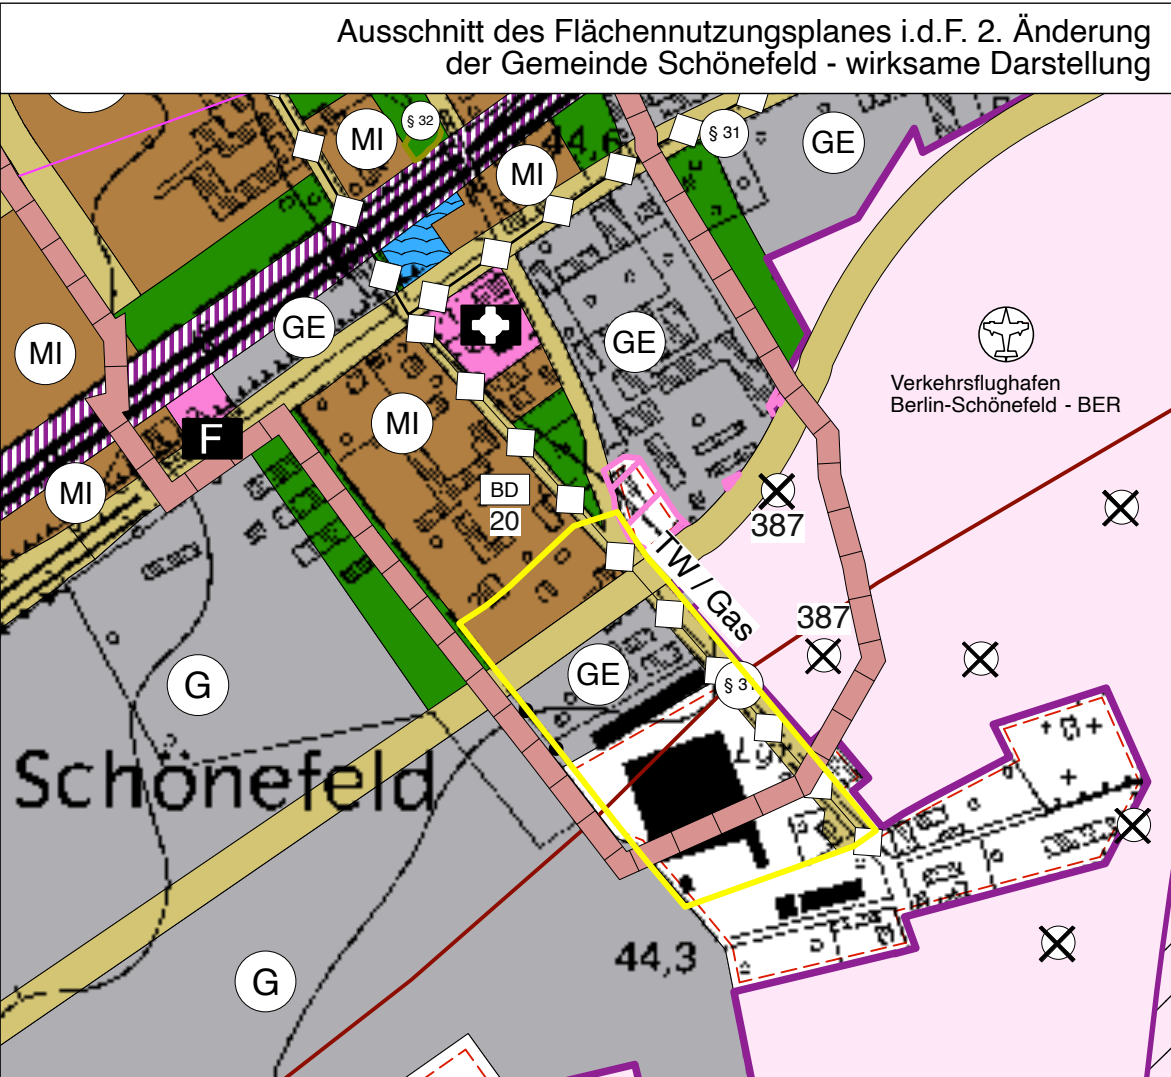 Ausschnitt des Flächennutzungsplanes i.d.F. 2. Änderung
der Gemeinde Schönefeld - wirksame Darstellung
§ 32
MI
44,6
§ 31
GE
MI
GE
MI
GE
Verkehrsflughafen
Berlin-Schönefeld - BER
MI
F
MI
BD
20
387
TW / Gas
387
GE
G
§ 31
Schönefeld
44,3
G